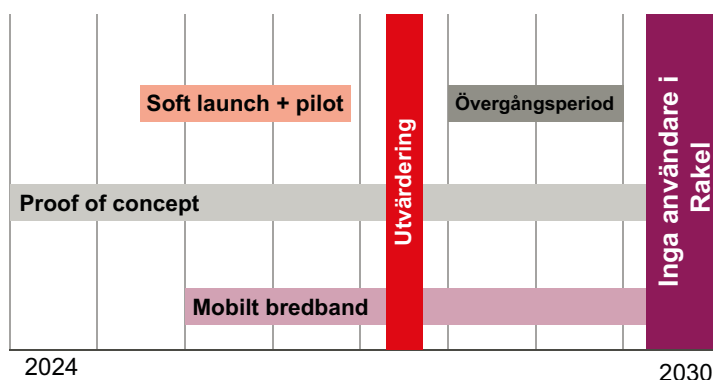 Soft launch + pilot
Övergångsperiod
Proof of concept
Mobilt bredband
Utvärdering
Inga användare i
Rakel
2024
2030